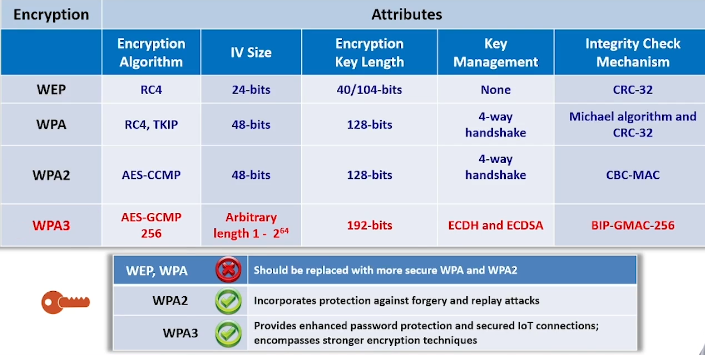 Encryption Attributes
Encryption Algorithm IV Size Encryption Key Length Key Management Integrity Check Mechanism
WEP RC4 24-bits 40/104-bits None CRC-32
WPA RC4, TKIP 48-bits 128-bits 4-way handshake Michael algorithm and CRC-32
WPA2 AES-CCMP 48-bits 128-bits 4-way handshake CBC-MAC
WPA3 AES-GCMP 256 Arbitrary length 1 - 2⁶⁴ 192-bits ECDH and ECDSA BIP-GMAC-256
WEP, WPA Should be replaced with more secure WPA and WPA2
WPA2 Incorporates protection against forgery and replay attacks
WPA3 Provides enhanced password protection and secured IoT connections;
encompasses stronger encryption techniques